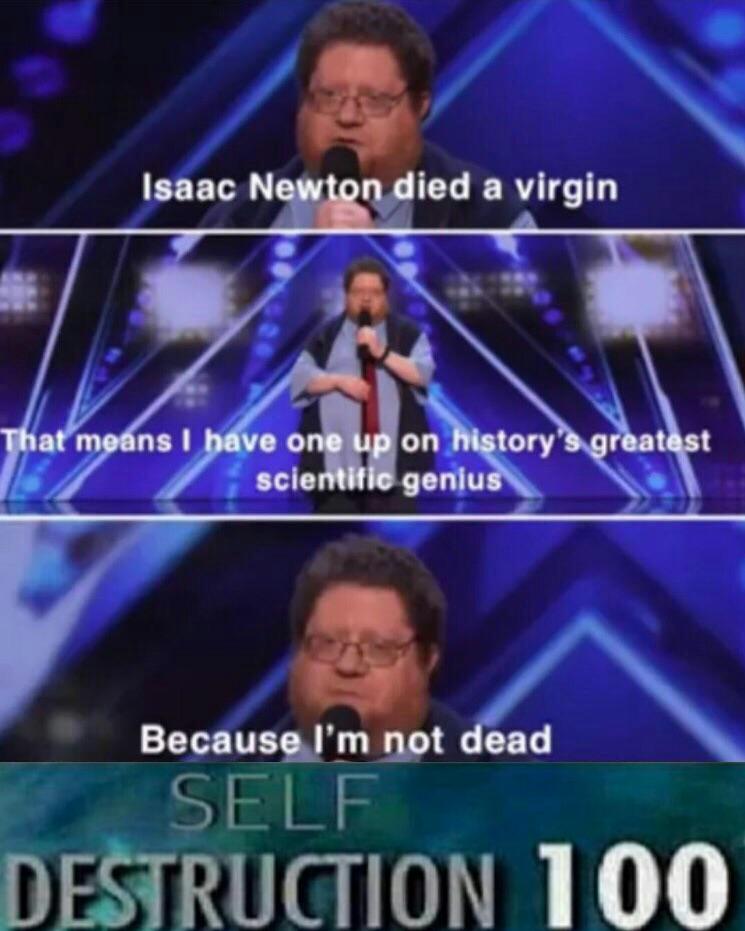 Isaac Newton died a virgin
That means I have one up on history's greatest
scientific genius
Because I'm not dead
SELF
DESTRUCTION 100